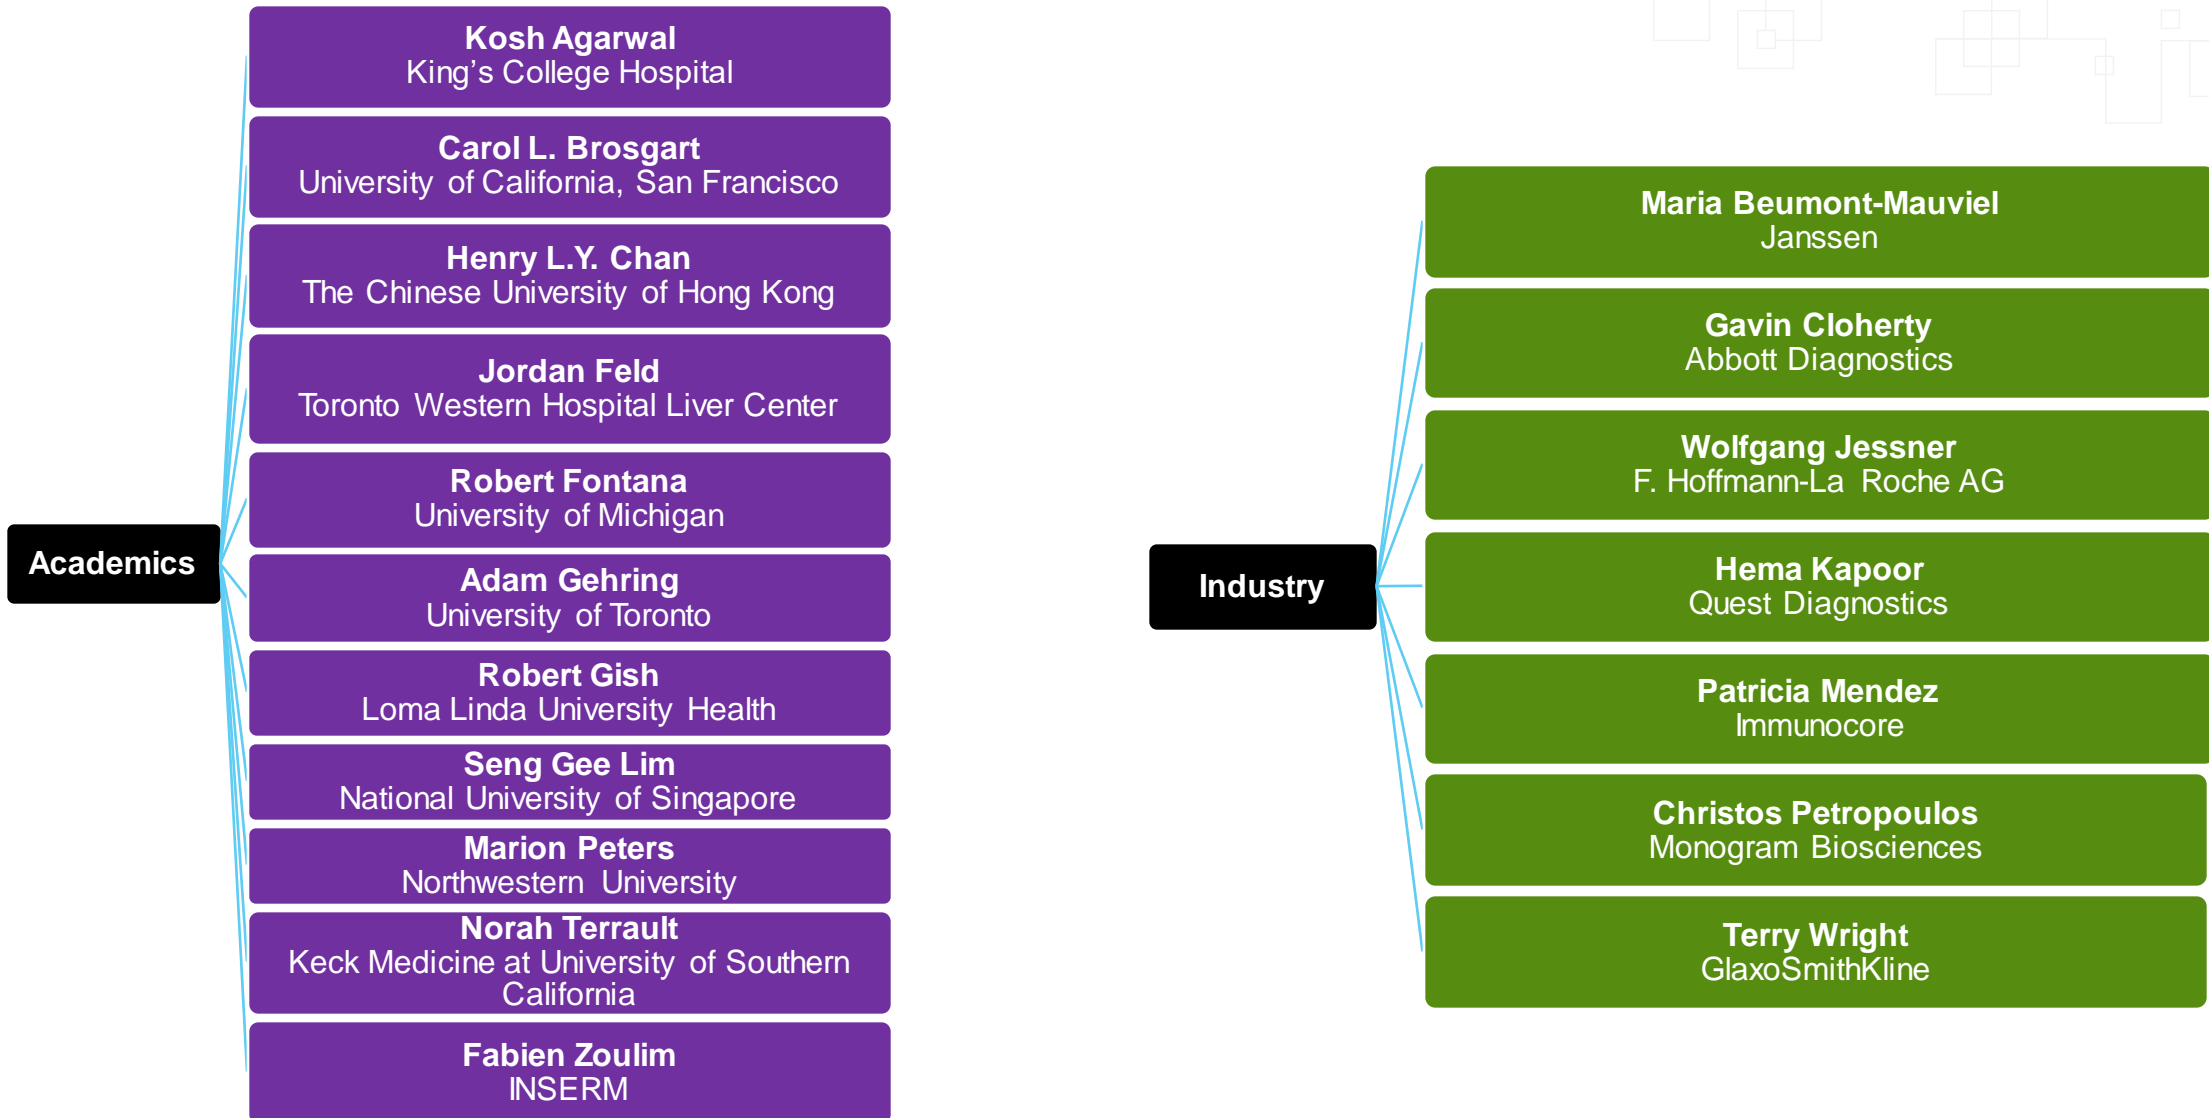 Academics
Kosh Agarwal
King's College Hospital
Carol L. Brosgart
University of California, San Francisco
Henry L.Y. Chan
The Chinese University of Hong Kong
Jordan Feld
Toronto Western Hospital Liver Center
Robert Fontana
University of Michigan
Adam Gehring
University of Toronto
Robert Gish
Loma Linda University Health
Seng Gee Lim
National University of Singapore
Marion Peters
Northwestern University
Norah Terrault
Keck Medicine at University of Southern
California
Fabien Zoulim
INSERM
Industry
Maria Beumont-Mauviel
Janssen
Gavin Cloherty
Abbott Diagnostics
Wolfgang Jessner
F. Hoffmann-La Roche AG
Hema Kapoor
Quest Diagnostics
Patricia Mendez
Immunocore
Christos Petropoulos
Monogram Biosciences
Terry Wright
GlaxoSmithKline